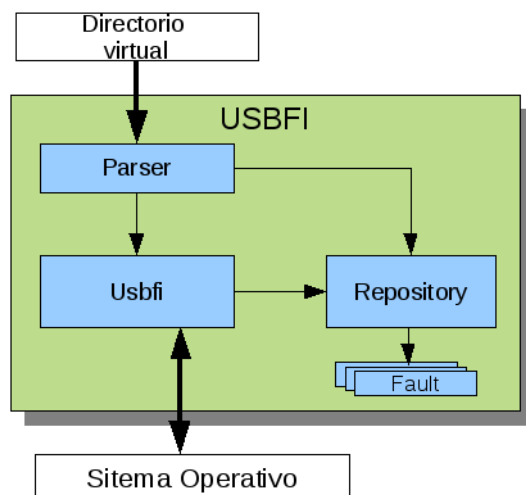 Directorio
virtual
USBFI
Parser
Usbfi
Repository
Fault
Sitema Operativo